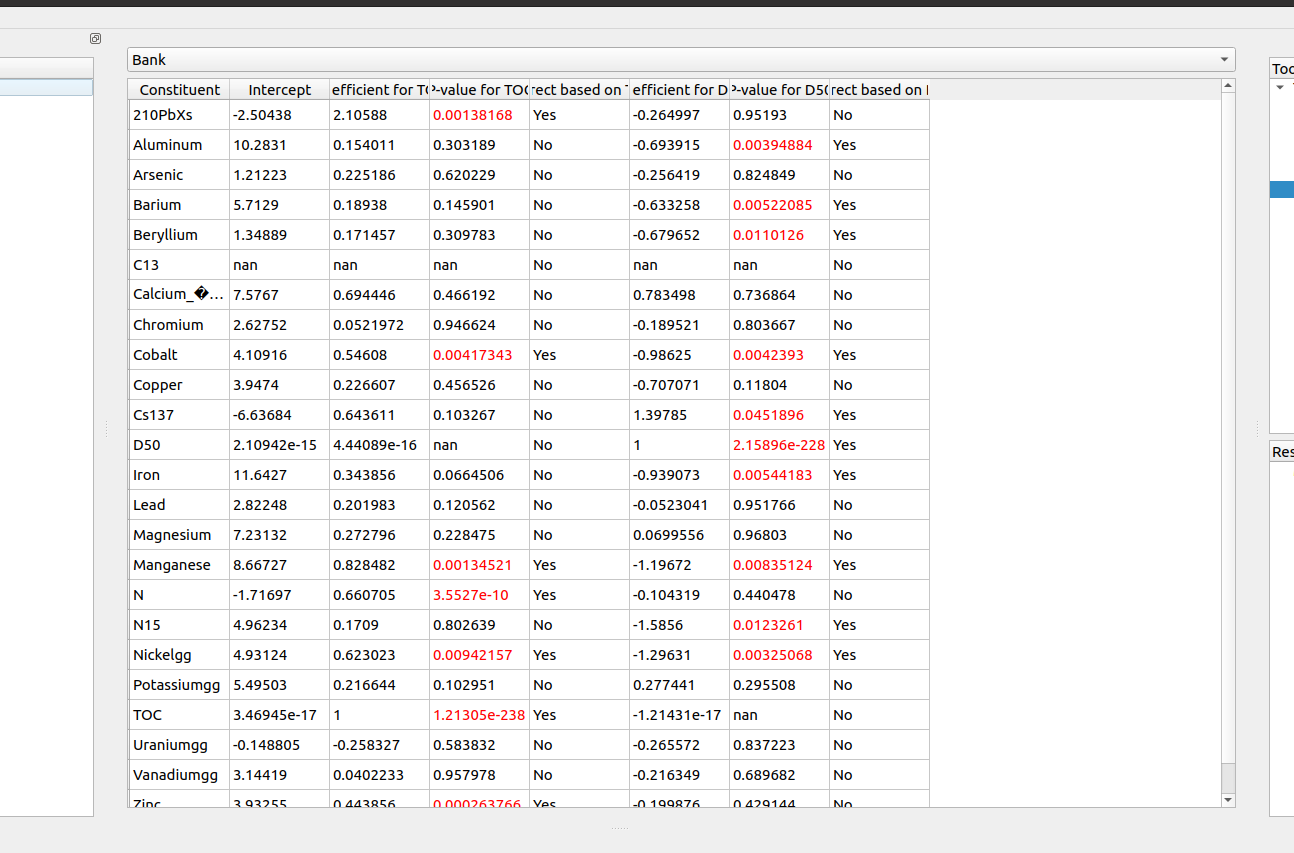 Bank
Too
Constituent Intercept efficient for TO P-value for TOC rect based on efficient for D P-value for D50 rect based on
210PbXs -2.50438 2.10588 0.00138168 Yes -0.264997 0.95193 No
Aluminum 10.2831 0.154011 0.303189 No -0.693915 0.00394884 Yes
Arsenic 1.21223 0.225186 0.620229 No -0.256419 0.824849 No
Barium 5.7129 0.18938 0.145901 No -0.633258 0.00522085 Yes
Beryllium 1.34889 0.171457 0.309783 No -0.679652 0.0110126 Yes
C13 nan nan nan No nan nan No
Calcium_�... 7.5767 0.694446 0.466192 No 0.783498 0.736864 No
Chromium 2.62752 0.0521972 0.946624 No -0.189521 0.803667 No
Cobalt 4.10916 0.54608 0.00417343 Yes -0.98625 0.0042393 Yes
Copper 3.9474 0.226607 0.456526 No -0.707071 0.11804 No
Cs137 -6.63684 0.643611 0.103267 No 1.39785 0.0451896 Yes
D50 2.10942e-15 4.44089e-16 nan No 1 2.15896e-228 Yes
Res
Iron 11.6427 0.343856 0.0664506 No -0.939073 0.00544183 Yes
Lead 2.82248 0.201983 0.120562 No -0.0523041 0.951766 No
Magnesium 7.23132 0.272796 0.228475 No 0.0699556 0.96803 No
Manganese 8.66727 0.828482 0.00134521 Yes -1.19672 0.00835124 Yes
N -1.71697 0.660705 3.5527e-10 Yes -0.104319 0.440478 No
N15 4.96234 0.1709 0.802639 No -1.5856 0.0123261 Yes
Nickelgg 4.93124 0.623023 0.00942157 Yes -1.29631 0.00325068 Yes
Potassiumgg 5.49503 0.216644 0.102951 No 0.277441 0.295508 No
TOC 3.46945e-17 1 1.21305e-238 Yes -1.21431e-17 nan No
Uraniumgg -0.148805 -0.258327 0.583832 No -0.265572 0.837223 No
Vanadiumgg 3.14419 0.0402233 0.957978 No -0.216349 0.689682 No
Zinc 3.93255 0.443856 0.000263766 Yes -0.199876 0.429144 No